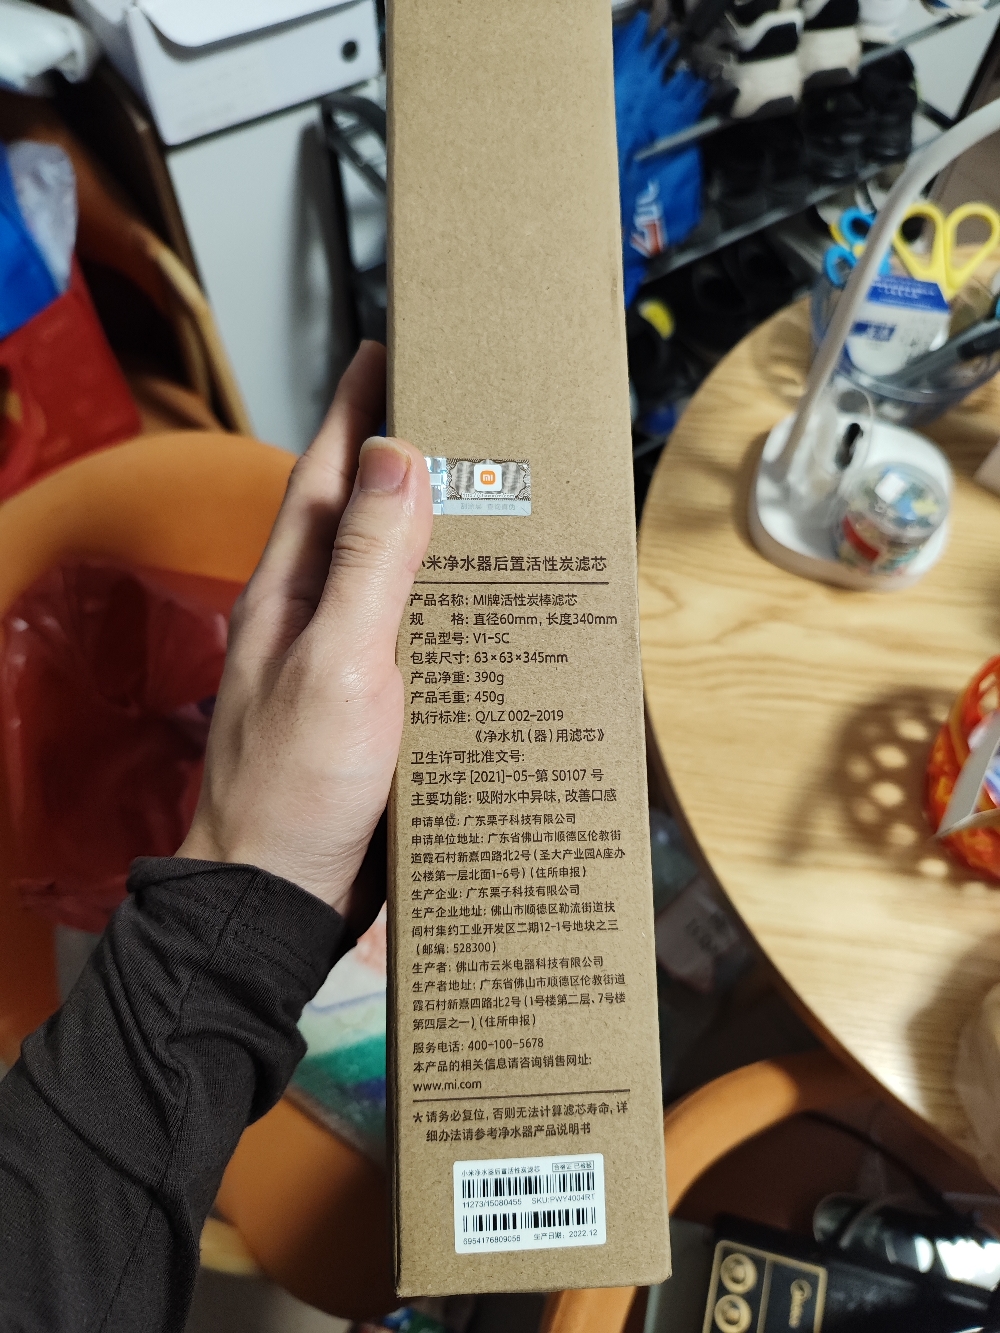 小米净水器后置活性炭滤芯
产品名称: MI牌活性炭棒滤芯
规 格: 直径60mm, 长度340mm
产品型号: V1-SC
包装尺寸: 63×63×345mm
产品净重: 390g
产品毛重: 450g
执行标准: Q/LZ 002-2019
《净水机(器)用滤芯》
卫生许可批准文号:
粤卫水字 [2021]-05-第 S0107 号
主要功能: 吸附水中异味, 改善口感
申请单位: 广东栗子科技有限公司
申请单位地址: 广东省佛山市顺德区伦教街
道霞石村新熹四路北2号 (圣大产业园A座办
公楼第一层北面1-6号) (住所申报)
生产企业: 广东栗子科技有限公司
生产企业地址: 佛山市顺德区勒流街道扶
闾村集约工业开发区二期12-1号地块之三
(邮编: 528300)
生产者: 佛山市云米电器科技有限公司
生产者地址: 广东省佛山市顺德区伦教街道
霞石村新熹四路北2号 (1号楼第二层、7号楼
第四层之一) (住所申报)
服务电话: 400-100-5678
本产品的相关信息请咨询销售网址:
www.mi.com
* 请务必复位, 否则无法计算滤芯寿命, 详
细办法请参考净水器产品说明书
小米净水器后置活性炭滤芯 合格证 已检验
11273/15080455 SKU:PWY4004RT
6954176809056 生产日期: 2022.12
Midea